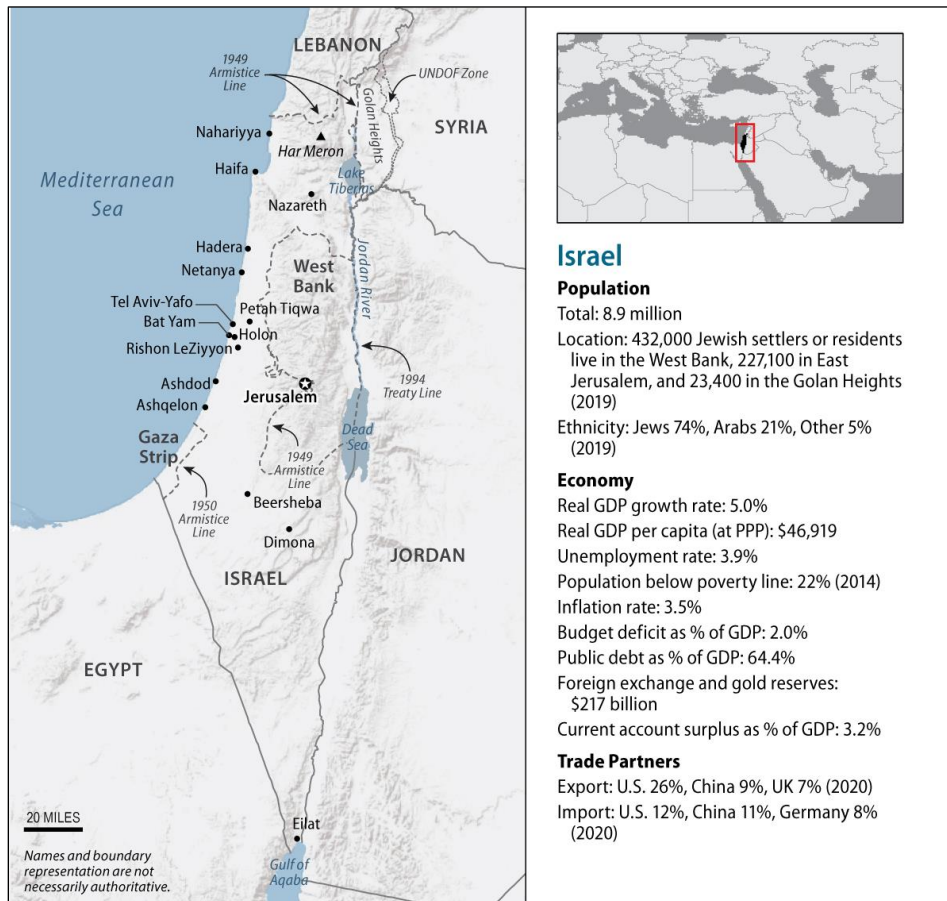 LEBANON
1949
Armistice
Line
UNDOF Zone
Golan Heights
SYRIA
Nahariyya
Har Meron
Haifa
Lake
Tiberias
Mediterranean
Sea
Nazareth
Jordan River
Hadera
West
Bank
Netanya
Tel Aviv-Yafo
Petah Tiqwa
Bat Yam
Holon
Rishon LeZiyyon
1994
Treaty Line
Ashdod
Jerusalem
Ashqelon
Dead
Sea
Gaza
Strip
1949
Armistice
Line
1950
Armistice
Line
Beersheba
Dimona
JORDAN
ISRAEL
EGYPT
20 MILES
Eilat
Names and boundary
representation are not
necessarily authoritative.
Gulf of
Aqaba
Israel
Population
Total: 8.9 million
Location: 432,000 Jewish settlers or residents
live in the West Bank, 227,100 in East
Jerusalem, and 23,400 in the Golan Heights
(2019)
Ethnicity: Jews 74%, Arabs 21%, Other 5%
(2019)
Economy
Real GDP growth rate: 5.0%
Real GDP per capita (at PPP): $46,919
Unemployment rate: 3.9%
Population below poverty line: 22% (2014)
Inflation rate: 3.5%
Budget deficit as % of GDP: 2.0%
Public debt as % of GDP: 64.4%
Foreign exchange and gold reserves:
$217 billion
Current account surplus as % of GDP: 3.2%
Trade Partners
Export: U.S. 26%, China 9%, UK 7% (2020)
Import: U.S. 12%, China 11%, Germany 8%
(2020)